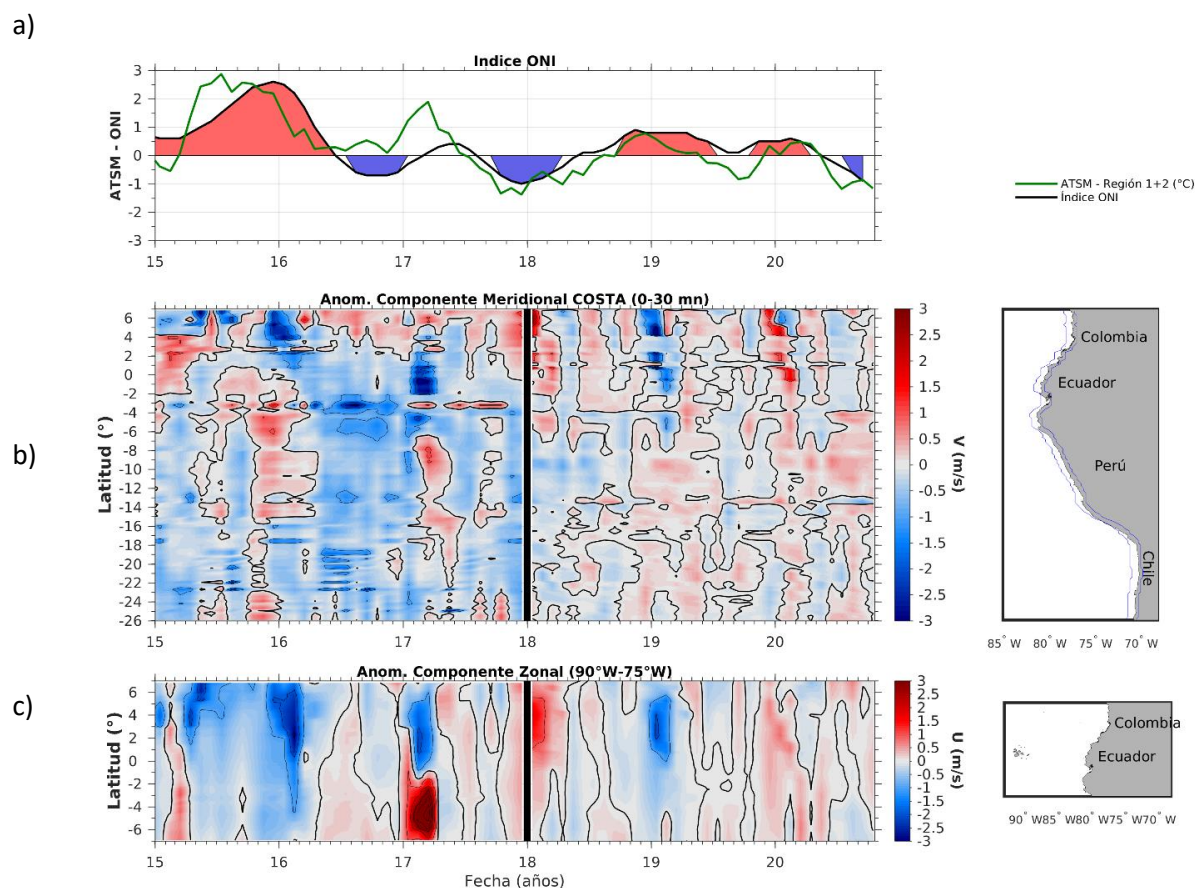 a)
Indice ONI
ATSM - ONI
3
2
1
0
-1
-2
-3
15 16 17 18 19 20
ATSM - Región 1+2 (°C)
Índice ONI
b)
Anom. Componente Meridional COSTA (0-30 mn)
Latitud (°)
6
4
2
0
-2
-4
-6
-8
-10
-12
-14
-16
-18
-20
-22
-24
-26
15 16 17 18 19 20
3
2.5
2
1.5
1
0.5
0
-0.5
-1
-1.5
-2
-2.5
-3
V (m/s)
Colombia
Ecuador
Perú
Chile
85° W 80° W 75° W 70° W
c)
Anom. Componente Zonal (90°W-75°W)
Latitud (°)
6
4
2
0
-2
-4
-6
15 16 17 18 19 20
Fecha (años)
3
2.5
2
1.5
1
0.5
0
-0.5
-1
-1.5
-2
-2.5
-3
U (m/s)
Colombia
Ecuador
90° W85° W80° W75° W70° W